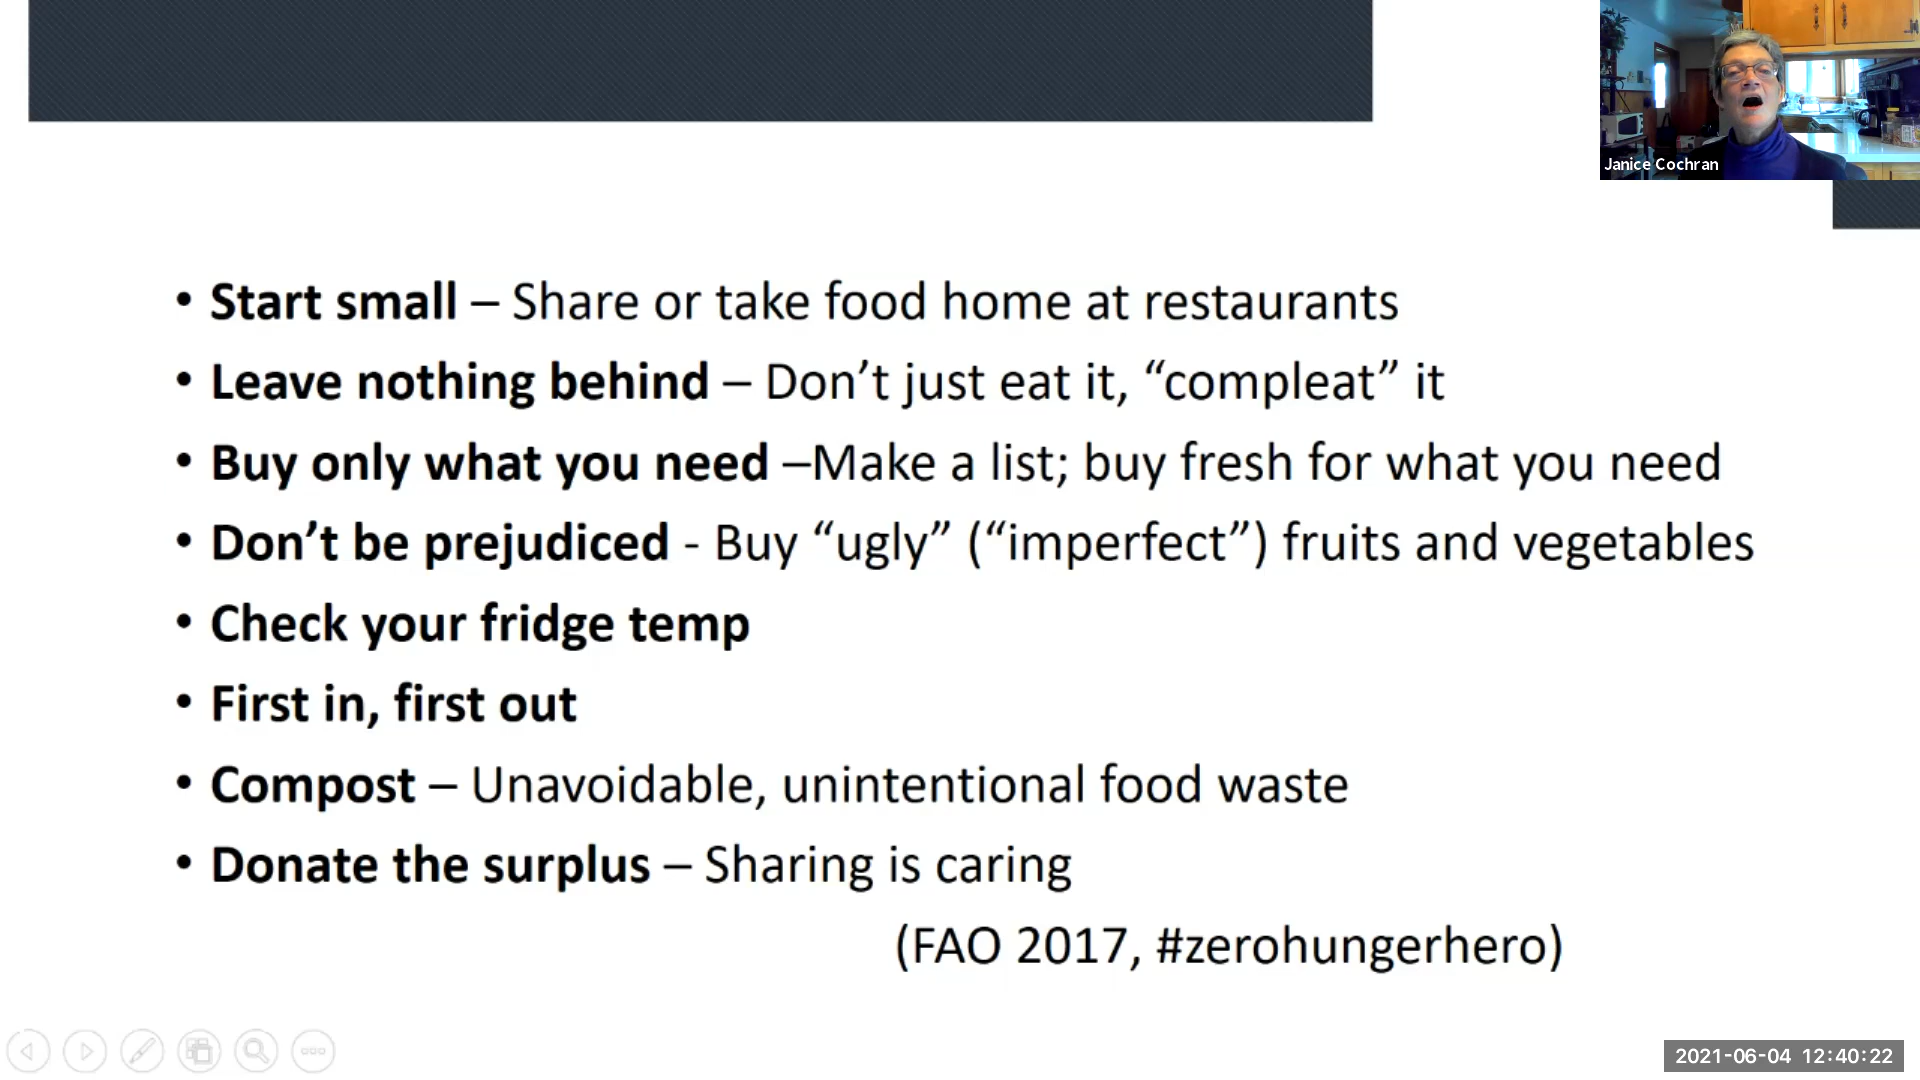 Janice Cochran
• Start small – Share or take food home at restaurants
• Leave nothing behind – Don’t just eat it, “compleat” it
• Buy only what you need –Make a list; buy fresh for what you need
• Don’t be prejudiced - Buy “ugly” (“imperfect”) fruits and vegetables
• Check your fridge temp
• First in, first out
• Compost – Unavoidable, unintentional food waste
• Donate the surplus – Sharing is caring
(FAO 2017, #zerohungerhero)
2021-06-04 12:40:22